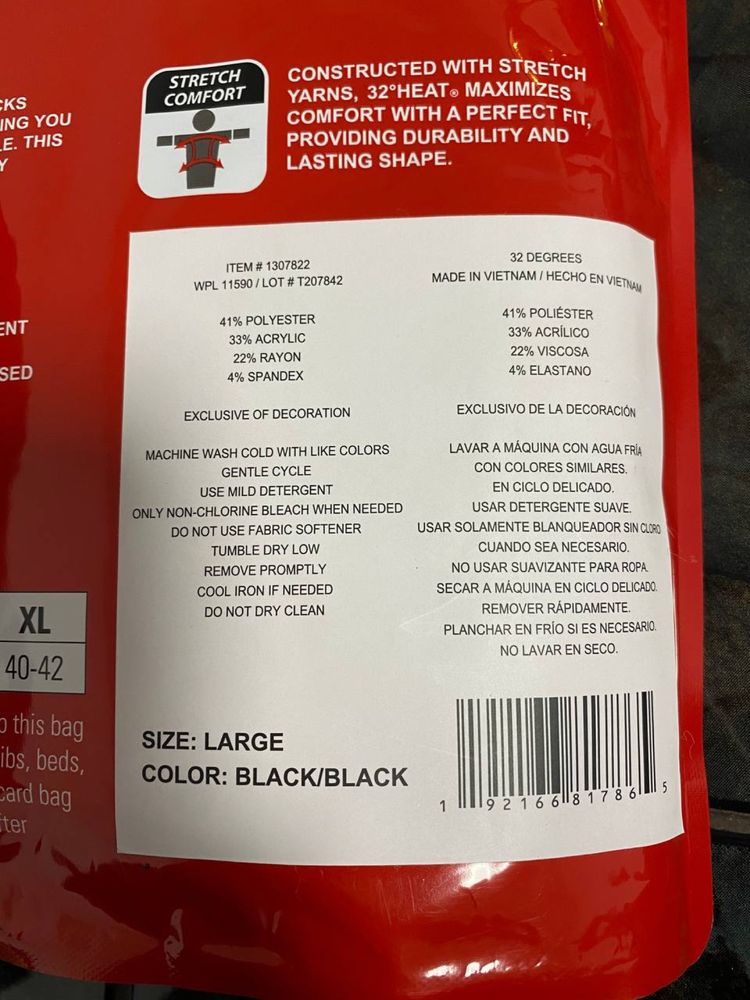 STRETCH
COMFORT
CONSTRUCTED WITH STRETCH
YARNS, 32°HEAT® MAXIMIZES
COMFORT WITH A PERFECT FIT,
PROVIDING DURABILITY AND
LASTING SHAPE.
ING YOU
THIS
ITEM # 1307822
WPL 11590 / LOT # T207842
41% POLYESTER
33% ACRYLIC
22% RAYON
4% SPANDEX
EXCLUSIVE OF DECORATION
MACHINE WASH COLD WITH LIKE COLORS
GENTLE CYCLE
USE MILD DETERGENT
ONLY NON-CHLORINE BLEACH WHEN NEEDED
DO NOT USE FABRIC SOFTENER
TUMBLE DRY LOW
REMOVE PROMPTLY
COOL IRON IF NEEDED
DO NOT DRY CLEAN
32 DEGREES
MADE IN VIETNAM / HECHO EN VIETNAM
41% POLIÉSTER
33% ACRÍLICO
22% VISCOSA
4% ELASTANO
EXCLUSIVO DE LA DECORACIÓN
LAVAR A MÁQUINA CON AGUA FRÍA
CON COLORES SIMILARES.
EN CICLO DELICADO.
USAR DETERGENTE SUAVE.
USAR SOLAMENTE BLANQUEADOR SIN CLORO
CUANDO SEA NECESARIO.
NO USAR SUAVIZANTE PARA ROPA.
SECAR A MÁQUINA EN CICLO DELICADO.
REMOVER RÁPIDAMENTE.
PLANCHAR EN FRÍO SI ES NECESARIO.
NO LAVAR EN SECO.
XL
40-42
this bag
beds,
bag
SIZE: LARGE
COLOR: BLACK/BLACK
1 92166 81786 5